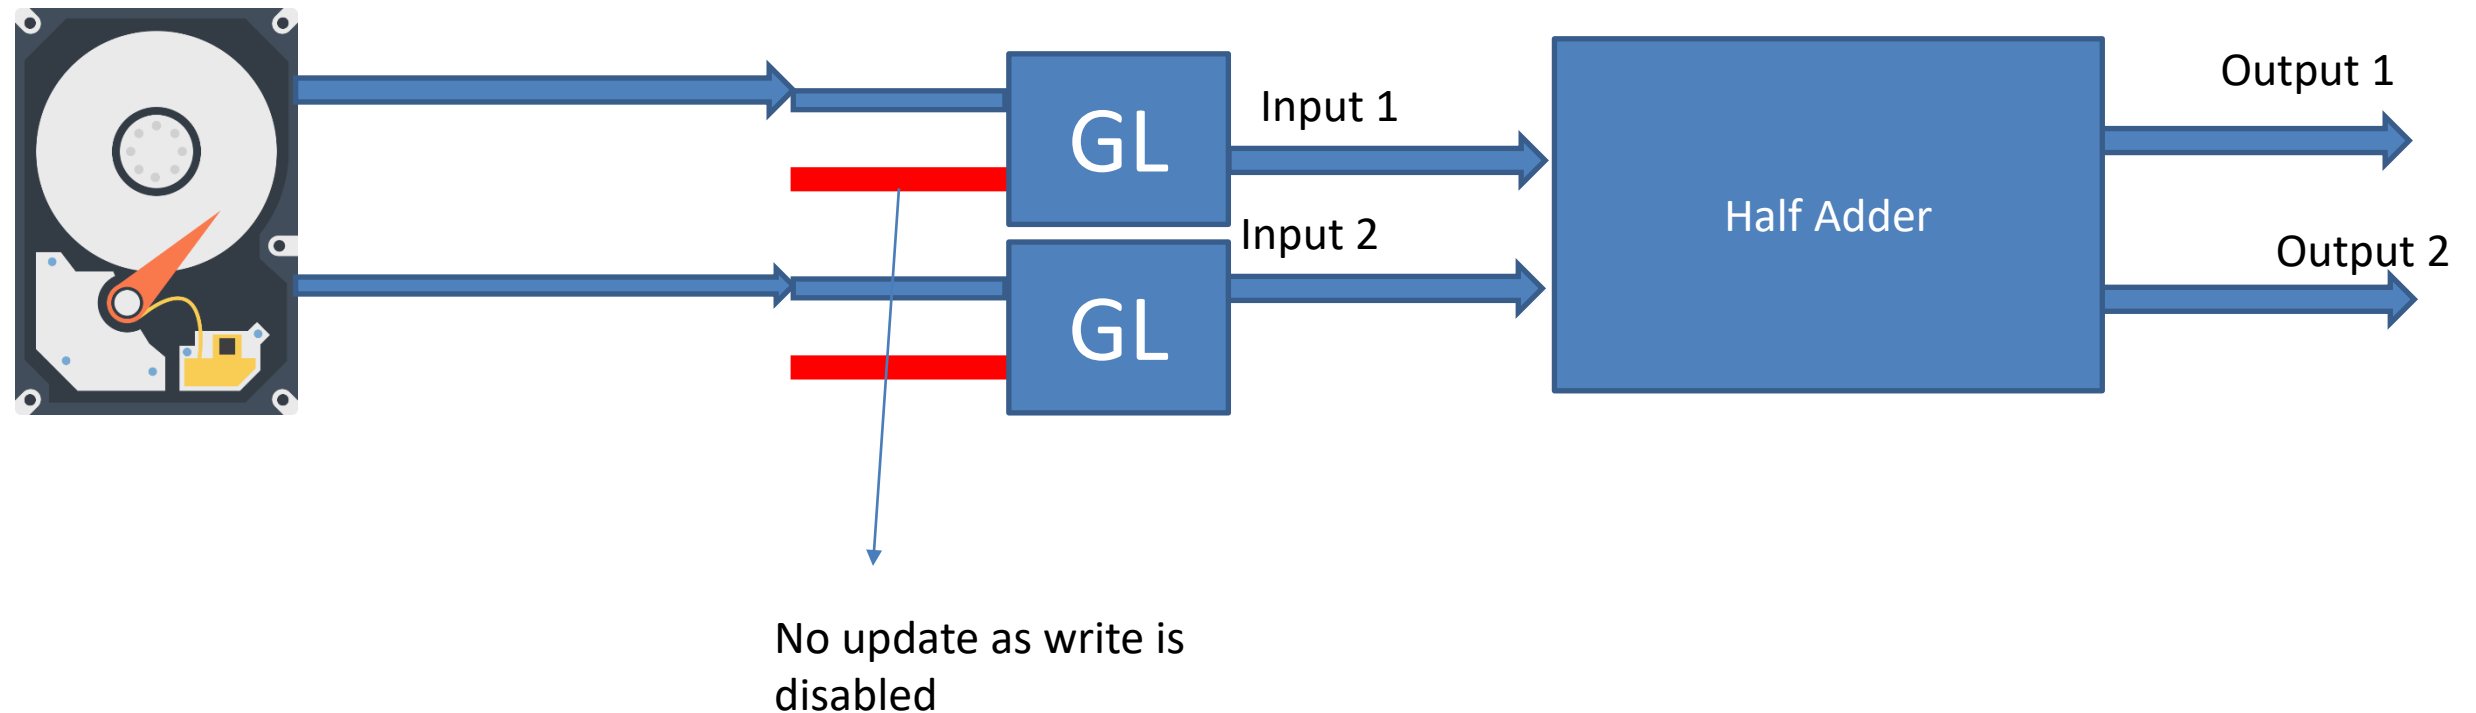 Output 1
Input 1
GL
Half Adder
Input 2
Output 2
GL
No update as write is
disabled